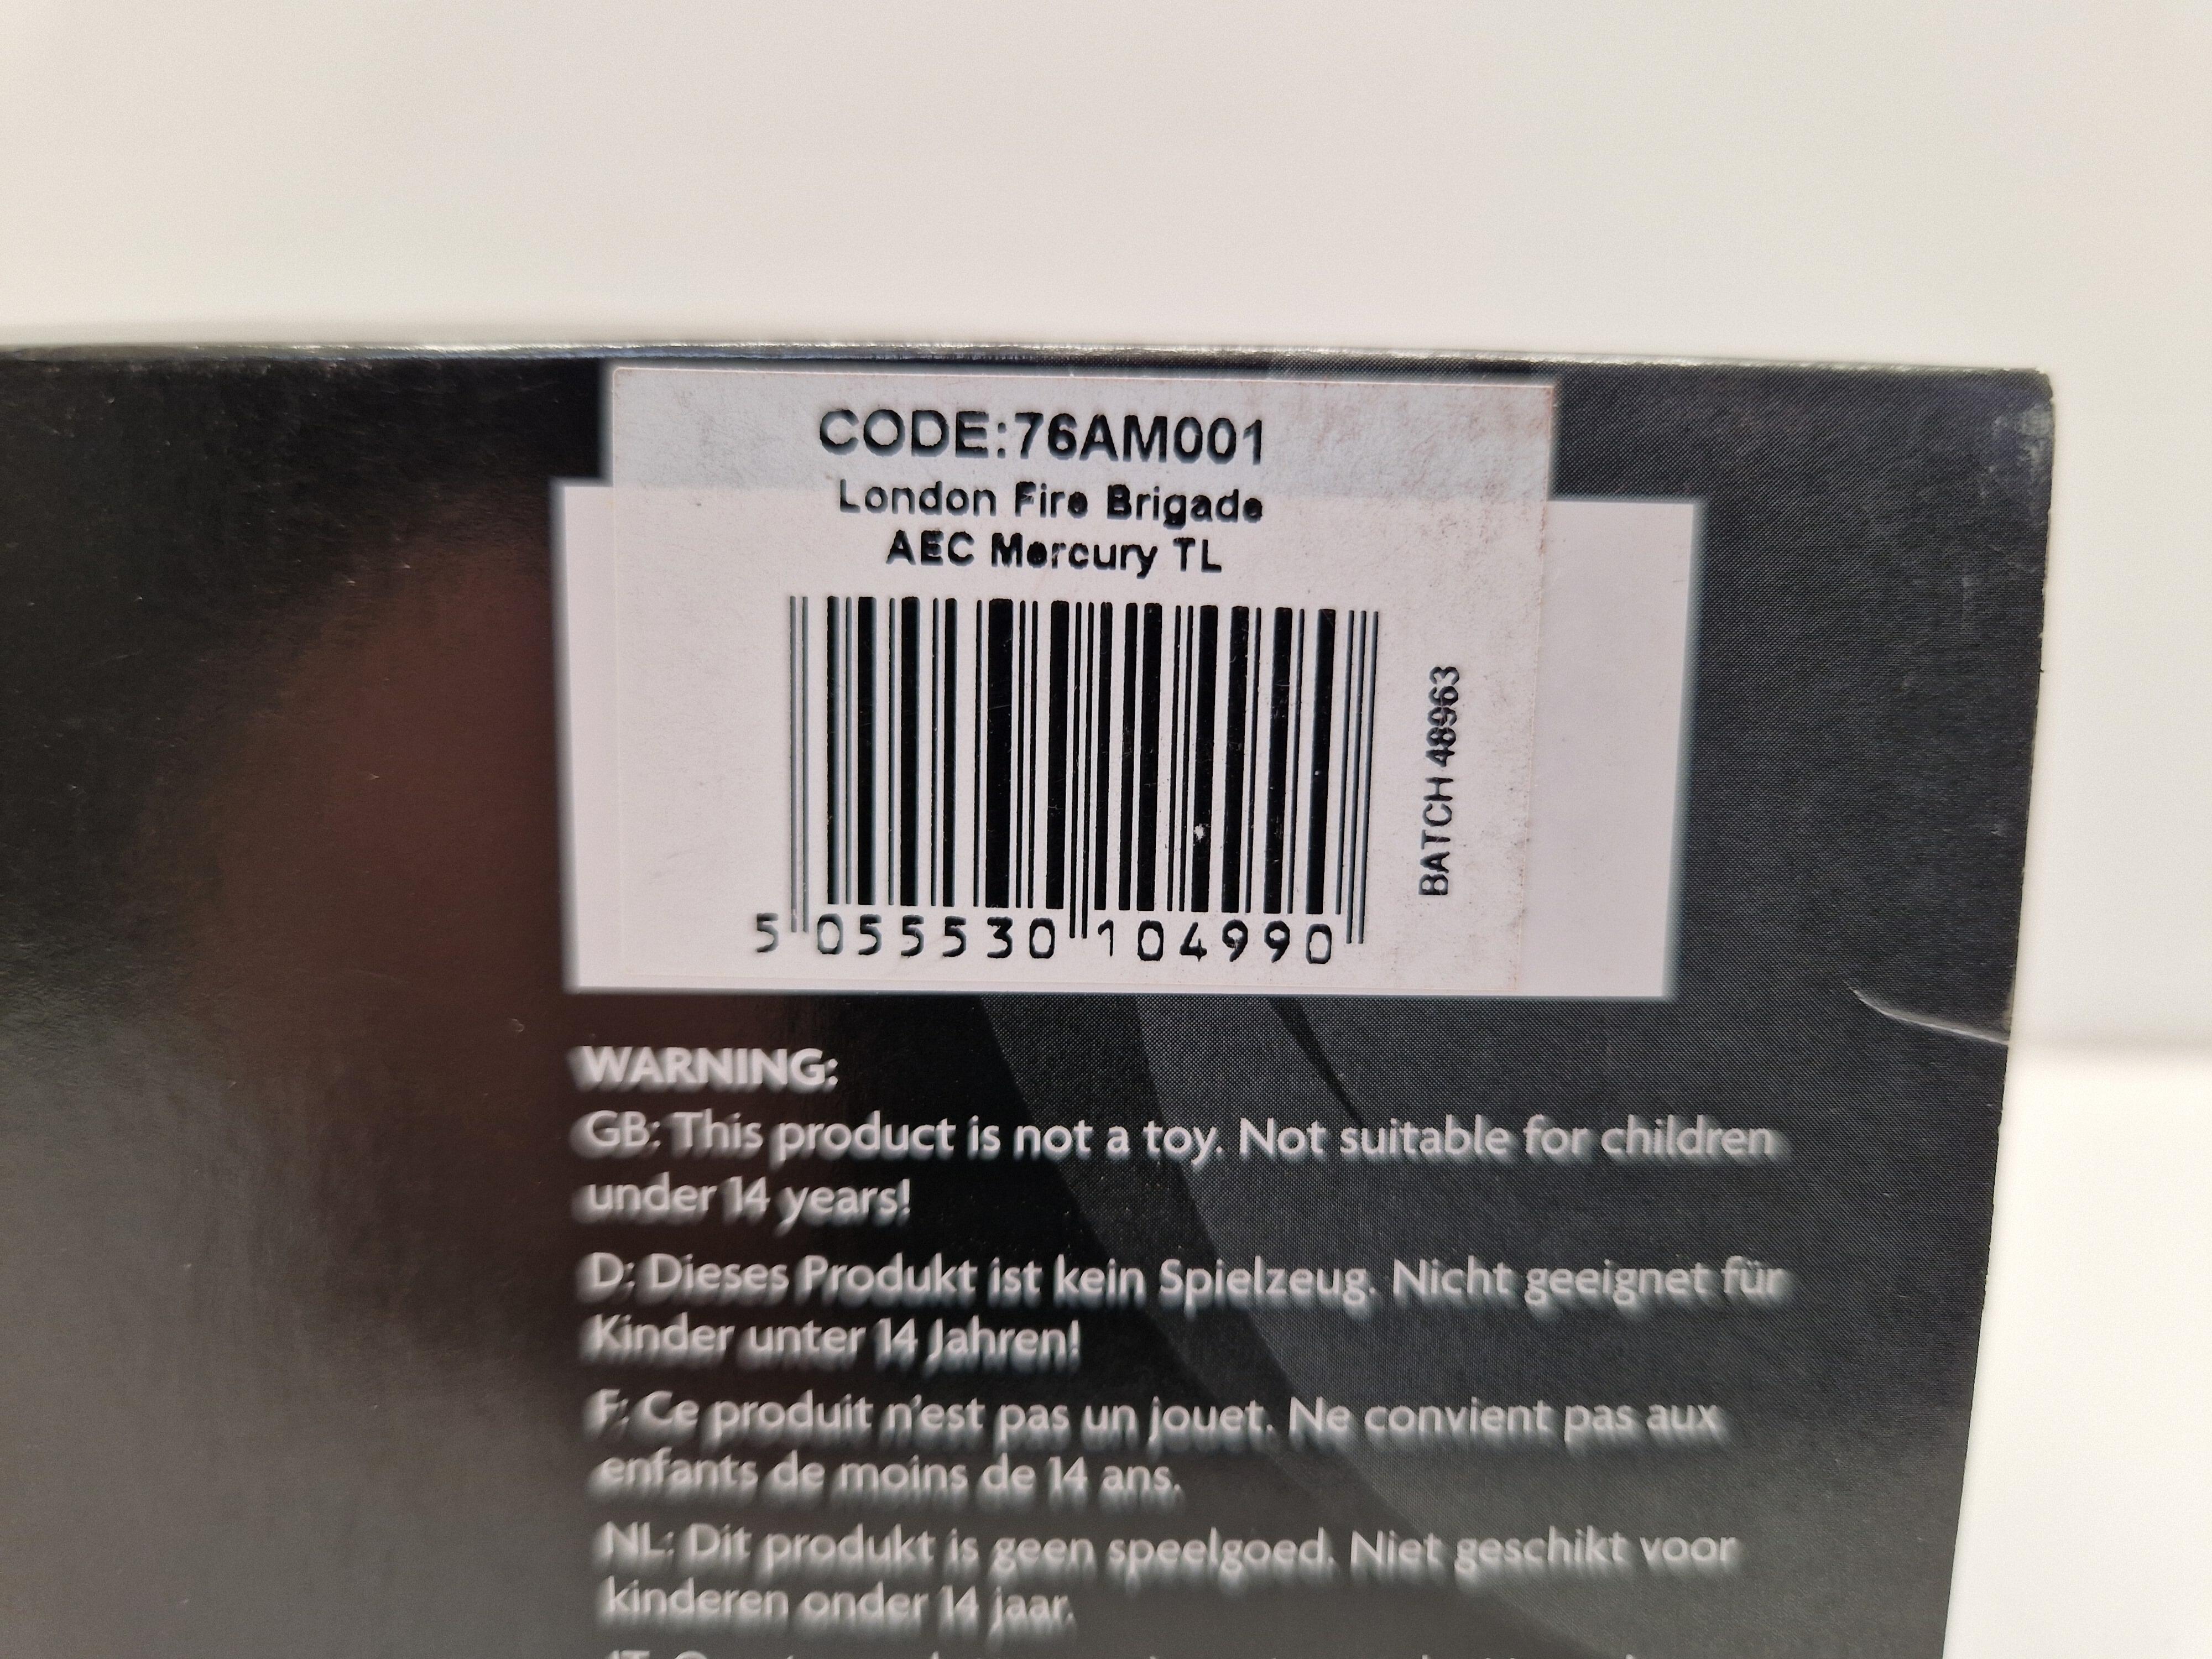 CODE:76AM001
London Fire Brigade
AEC Mercury TL
BATCH 48963
5 055530 104990
WARNING:
GB: This product is not a toy. Not suitable for children
under 14 years!
D: Dieses Produkt ist kein Spielzeug. Nicht geeignet für
Kinder unter 14 Jahren!
F: Ce produit n'est pas un jouet. Ne convient pas aux
enfants de moins de 14 ans.
NL: Dit produkt is geen speelgoed. Niet geschikt voor
kinderen onder 14 jaar.